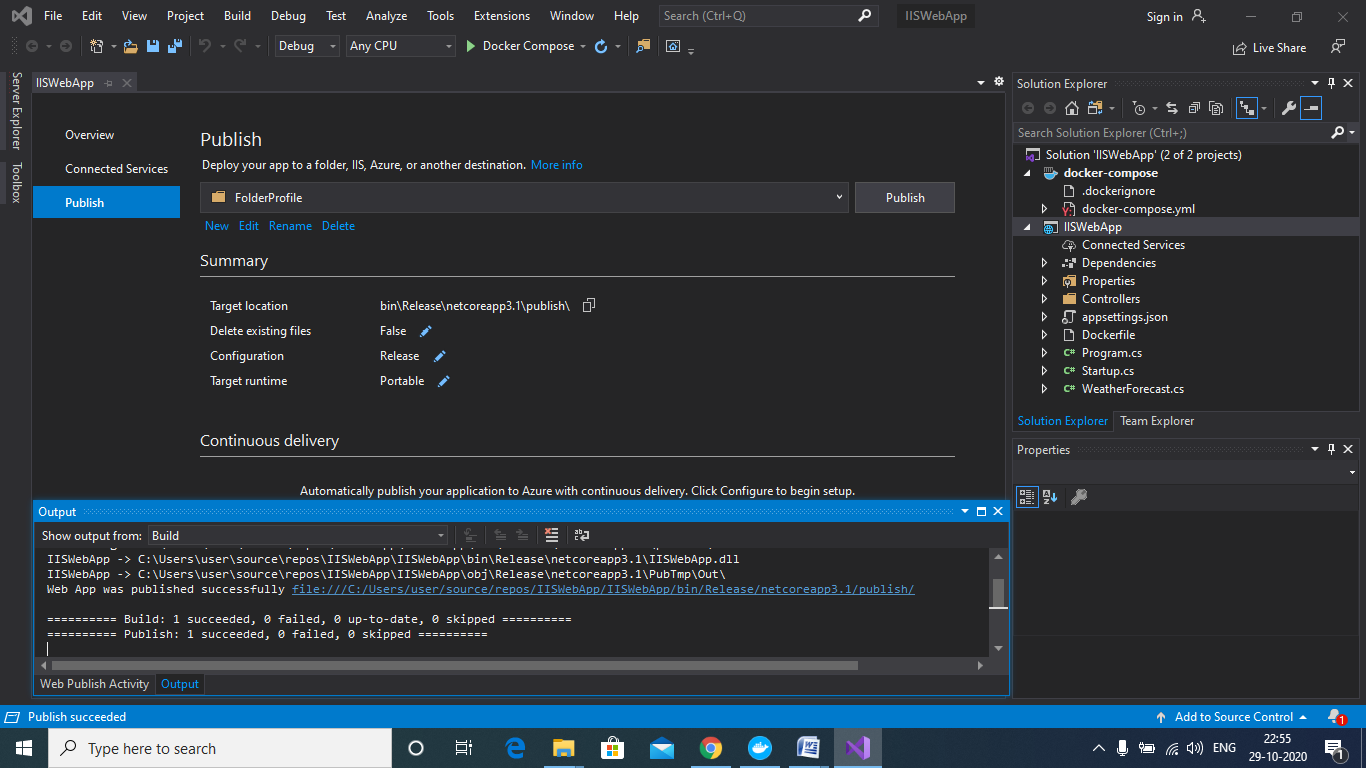 File Edit View Project Build Debug Test Analyze Tools Extensions Window Help Search (Ctrl+Q) IISWebApp Sign in
Debug Any CPU Docker Compose Live Share
Server Explorer
Toolbox
IISWebApp
Overview
Connected Services
Publish
Publish
Deploy your app to a folder, IIS, Azure, or another destination. More info
FolderProfile Publish
New Edit Rename Delete
Summary
Target location bin\Release\netcoreapp3.1\publish\
Delete existing files False
Configuration Release
Target runtime Portable
Continuous delivery
Automatically publish your application to Azure with continuous delivery. Click Configure to begin setup.
Output
Show output from: Build
IISWebApp -> C:\Users\user\source\repos\IISWebApp\IISWebApp\bin\Release\netcoreapp3.1\IISWebApp.dll
IISWebApp -> C:\Users\user\source\repos\IISWebApp\IISWebApp\obj\Release\netcoreapp3.1\PubTmp\Out\
Web App was published successfully file:///C:/Users/user/source/repos/IISWebApp/IISWebApp/bin/Release/netcoreapp3.1/publish/
========== Build: 1 succeeded, 0 failed, 0 up-to-date, 0 skipped ==========
========== Publish: 1 succeeded, 0 failed, 0 skipped ==========
Web Publish Activity Output
Solution Explorer
Search Solution Explorer (Ctrl+;)
Solution 'IISWebApp' (2 of 2 projects)
docker-compose
.dockerignore
docker-compose.yml
IISWebApp
Connected Services
Dependencies
Properties
Controllers
appsettings.json
Dockerfile
C# Program.cs
C# Startup.cs
C# WeatherForecast.cs
Solution Explorer Team Explorer
Properties
Publish succeeded Add to Source Control 1
Type here to search ENG 22:55
29-10-2020 1